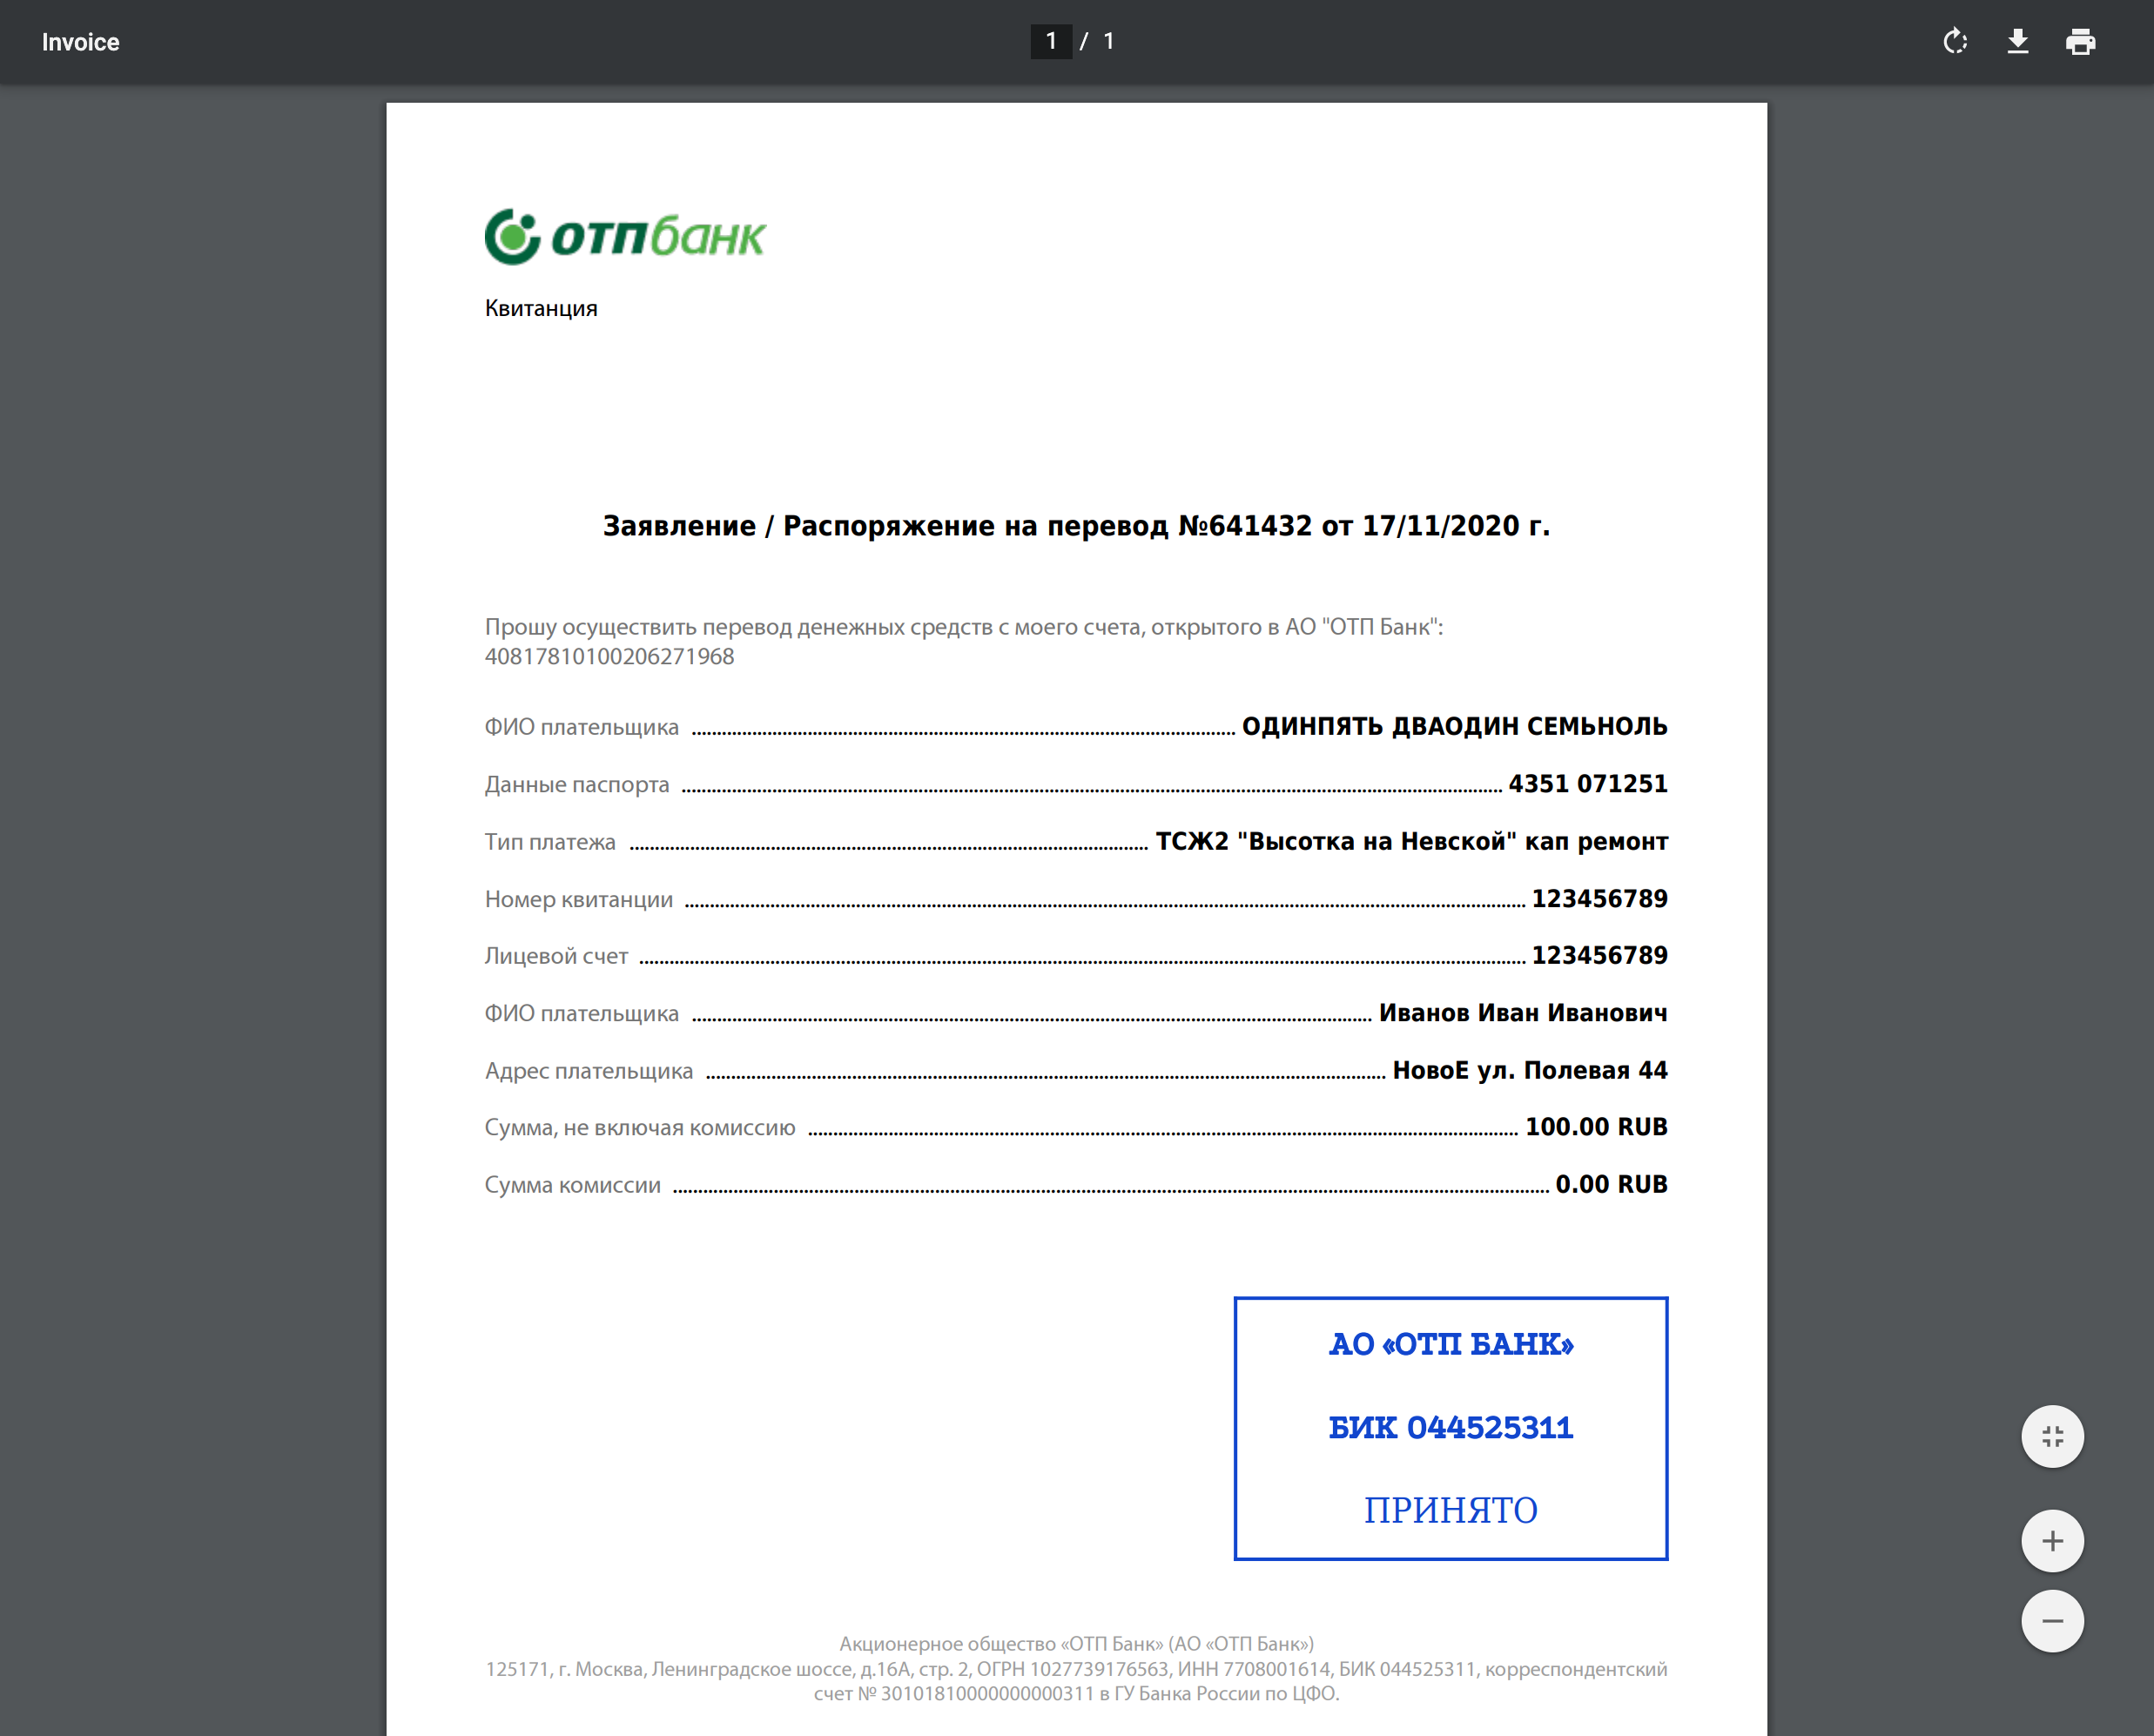 Invoice
1 / 1
отпбанк
Квитанция
Заявление / Распоряжение на перевод №641432 от 17/11/2020 г.
Прошу осуществить перевод денежных средств с моего счета, открытого в АО "ОТП Банк":
40817810100206271968
ФИО плательщика ОДИНПЯТЬ ДВАОДИН СЕМЬНОЛЬ
Данные паспорта 4351 071251
Тип платежа ТСЖ2 "Высотка на Невской" кап ремонт
Номер квитанции 123456789
Лицевой счет 123456789
ФИО плательщика Иванов Иван Иванович
Адрес плательщика НовоЕ ул. Полевая 44
Сумма, не включая комиссию 100.00 RUB
Сумма комиссии 0.00 RUB
АО «ОТП БАНК»
БИК 044525311
ПРИНЯТО
Акционерное общество «ОТП Банк» (АО «ОТП Банк»)
125171, г. Москва, Ленинградское шоссе, д.16А, стр. 2, ОГРН 1027739176563, ИНН 7708001614, БИК 044525311, корреспондентский
счет № 30101810000000000311 в ГУ Банка России по ЦФО.